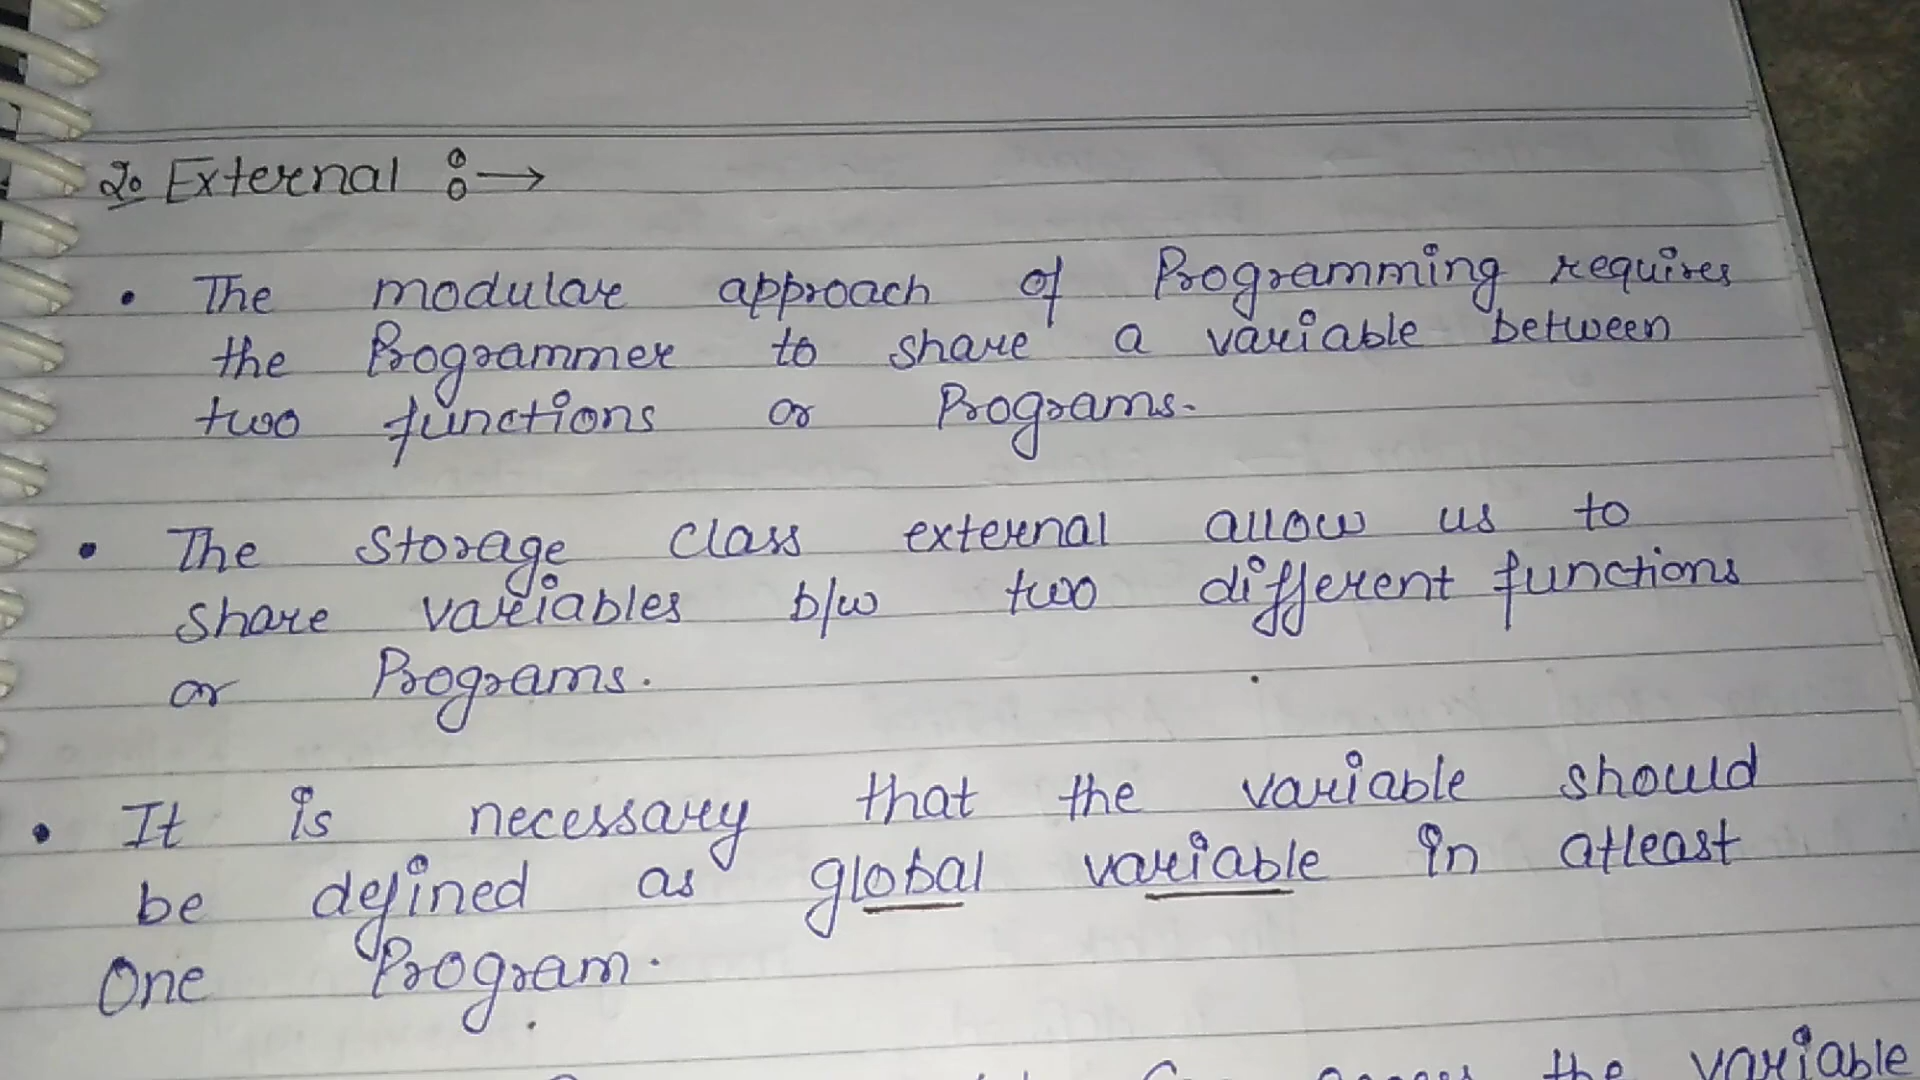 2. External :→
• The modular approach of Programming requires
the Programmer to share a variable between
two functions or Programs.
• The Storage class external allow us to
share variables b/w two different functions
or Programs.
• It is necessary that the variable should
be defined as global variable in atleast
One Program.
the variable